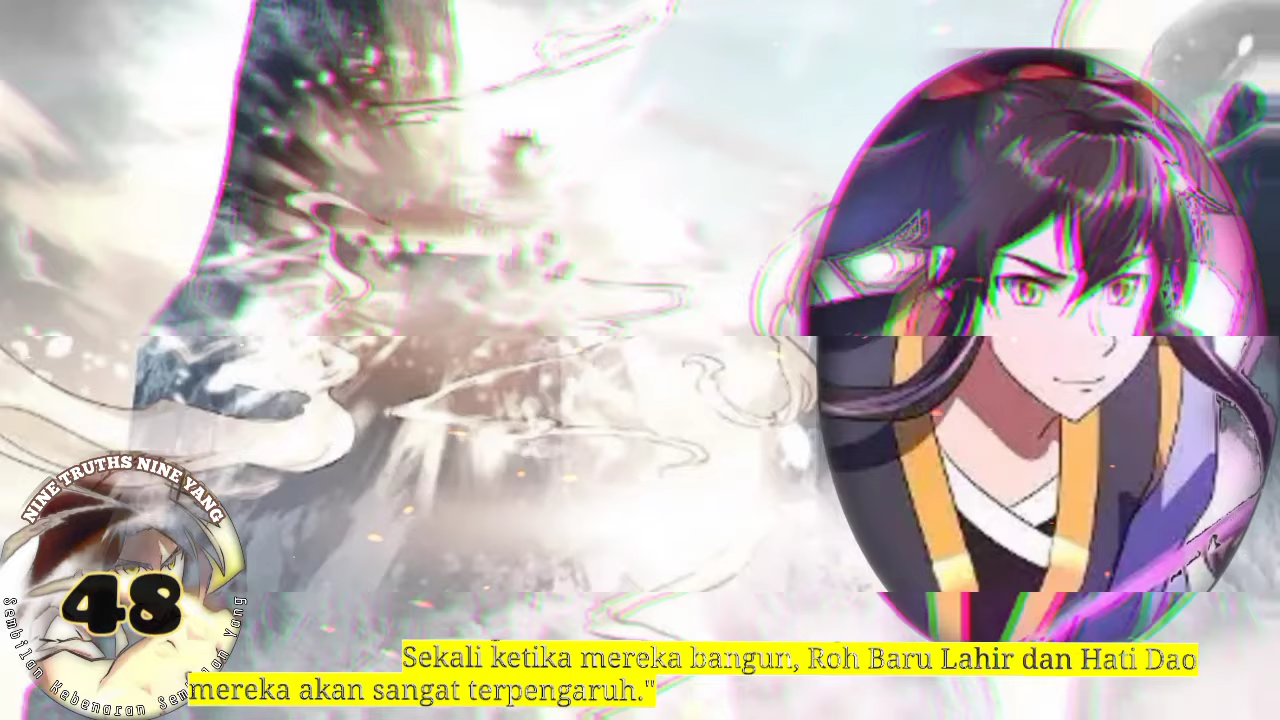 NINE TRUTHS NINE YANG
48
Sembilan Kebenaran Sembilan Yang
Sekali ketika mereka bangun, Roh Baru Lahir dan Hati Dao
mereka akan sangat terpengaruh."